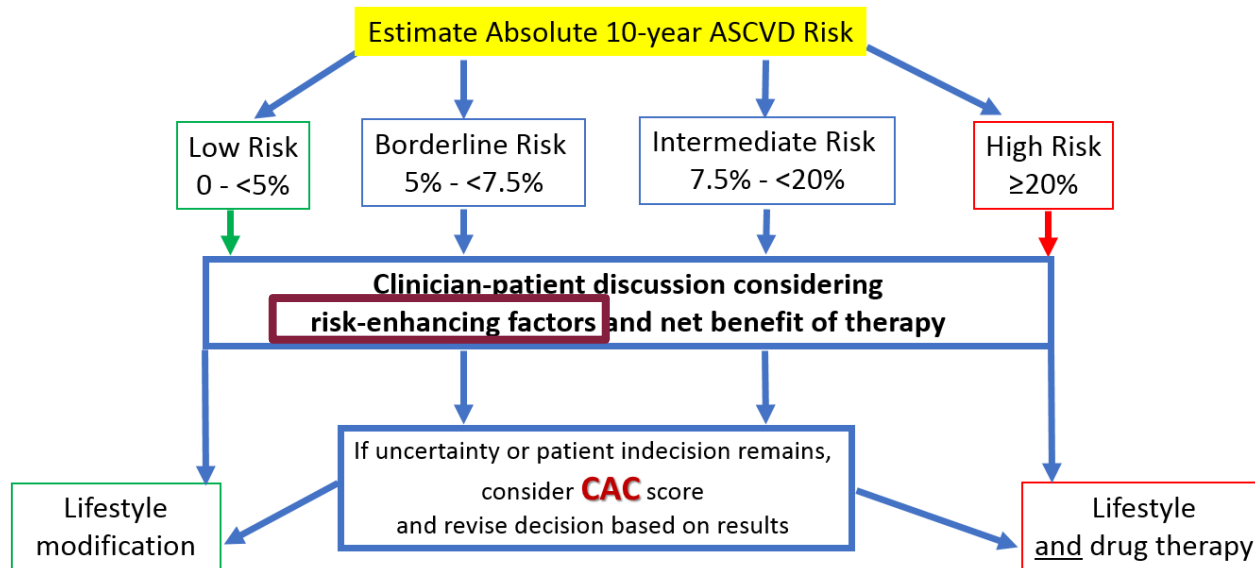 Estimate Absolute 10-year ASCVD Risk
Low Risk
0 - <5%
Borderline Risk
5% - <7.5%
Intermediate Risk
7.5% - <20%
High Risk
≥20%
Clinician-patient discussion considering
risk-enhancing factors and net benefit of therapy
If uncertainty or patient indecision remains,
consider CAC score
and revise decision based on results
Lifestyle
modification
Lifestyle
and drug therapy